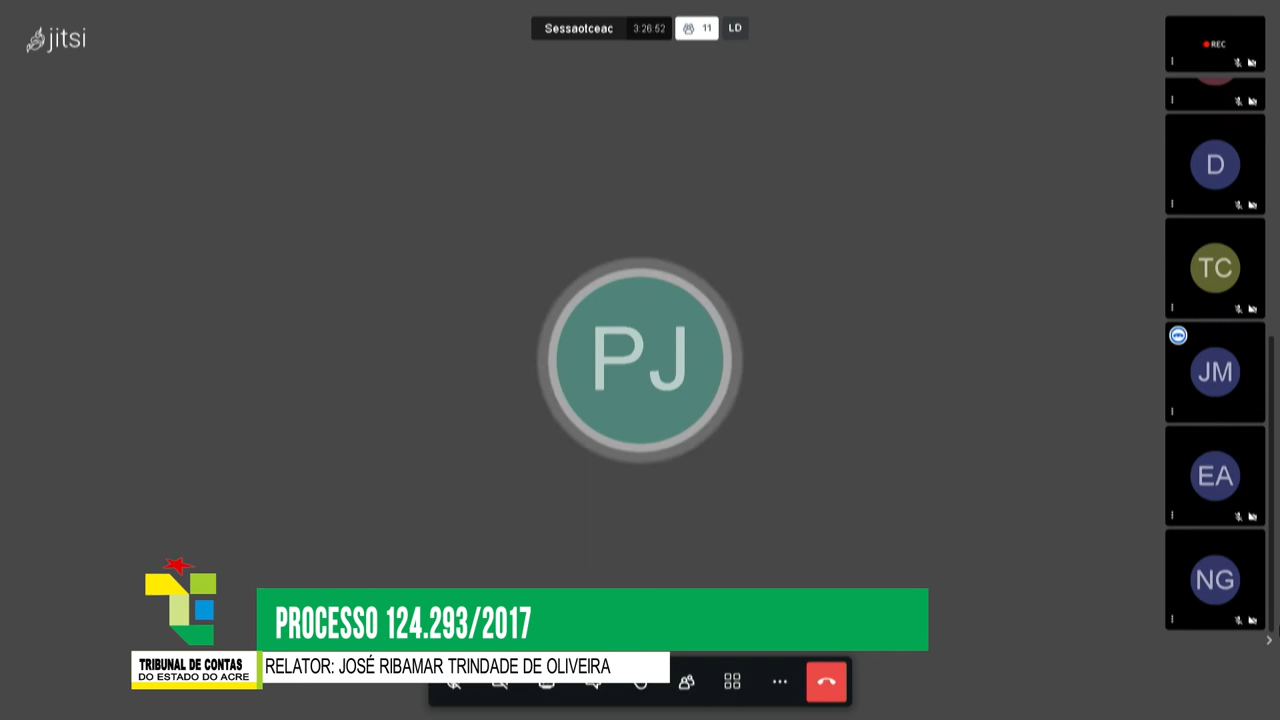 jitsi
Sessaotceac 3:26:52 11 LD
REC
D
TC
JM
PJ
EA
NG
PROCESSO 124.293/2017
TRIBUNAL DE CONTAS
DO ESTADO DO ACRE
RELATOR: JOSÉ RIBAMAR TRINDADE DE OLIVEIRA